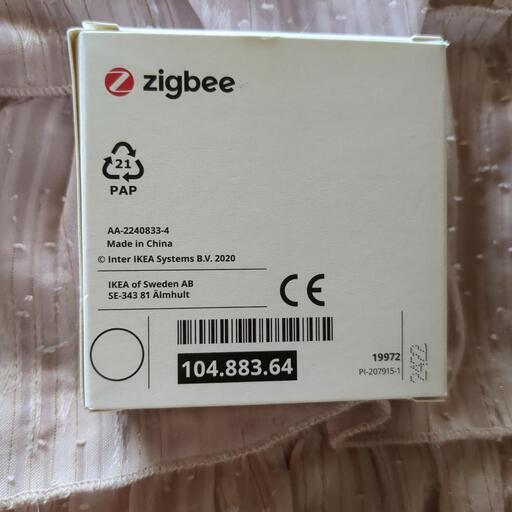 zigbee
21
PAP
AA-2240833-4
Made in China
© Inter IKEA Systems B.V. 2020
IKEA of Sweden AB
SE-343 81 Älmhult
CE
104.883.64
19972
PI-207915-1